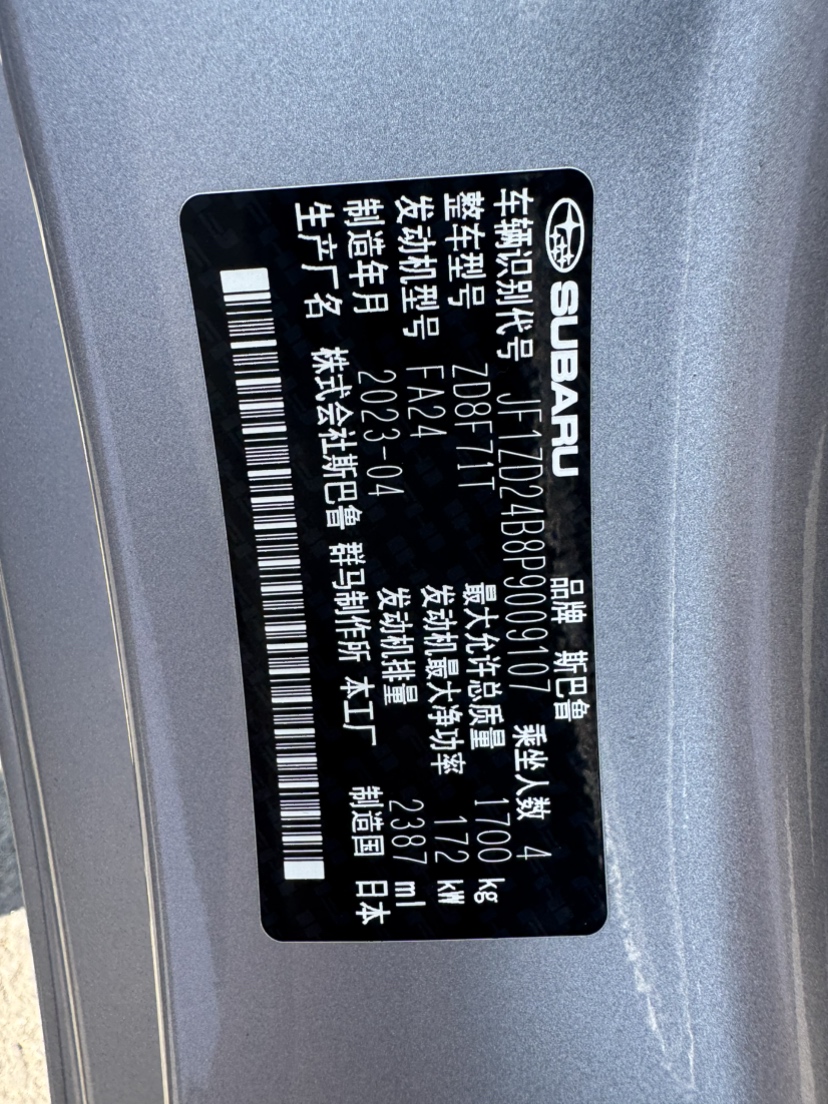 SUBARU 品牌 斯巴鲁
车辆识别代号 JF1ZD24B8P9009107 乘坐人数 4
整车型号 ZD8F71T 最大允许总质量 1700 kg
发动机型号 FA24 发动机最大净功率 172 kW
制造年月 2023-04 发动机排量 2387 ml
生产厂名 株式会社斯巴鲁 群马制作所 本工厂 制造国 日本